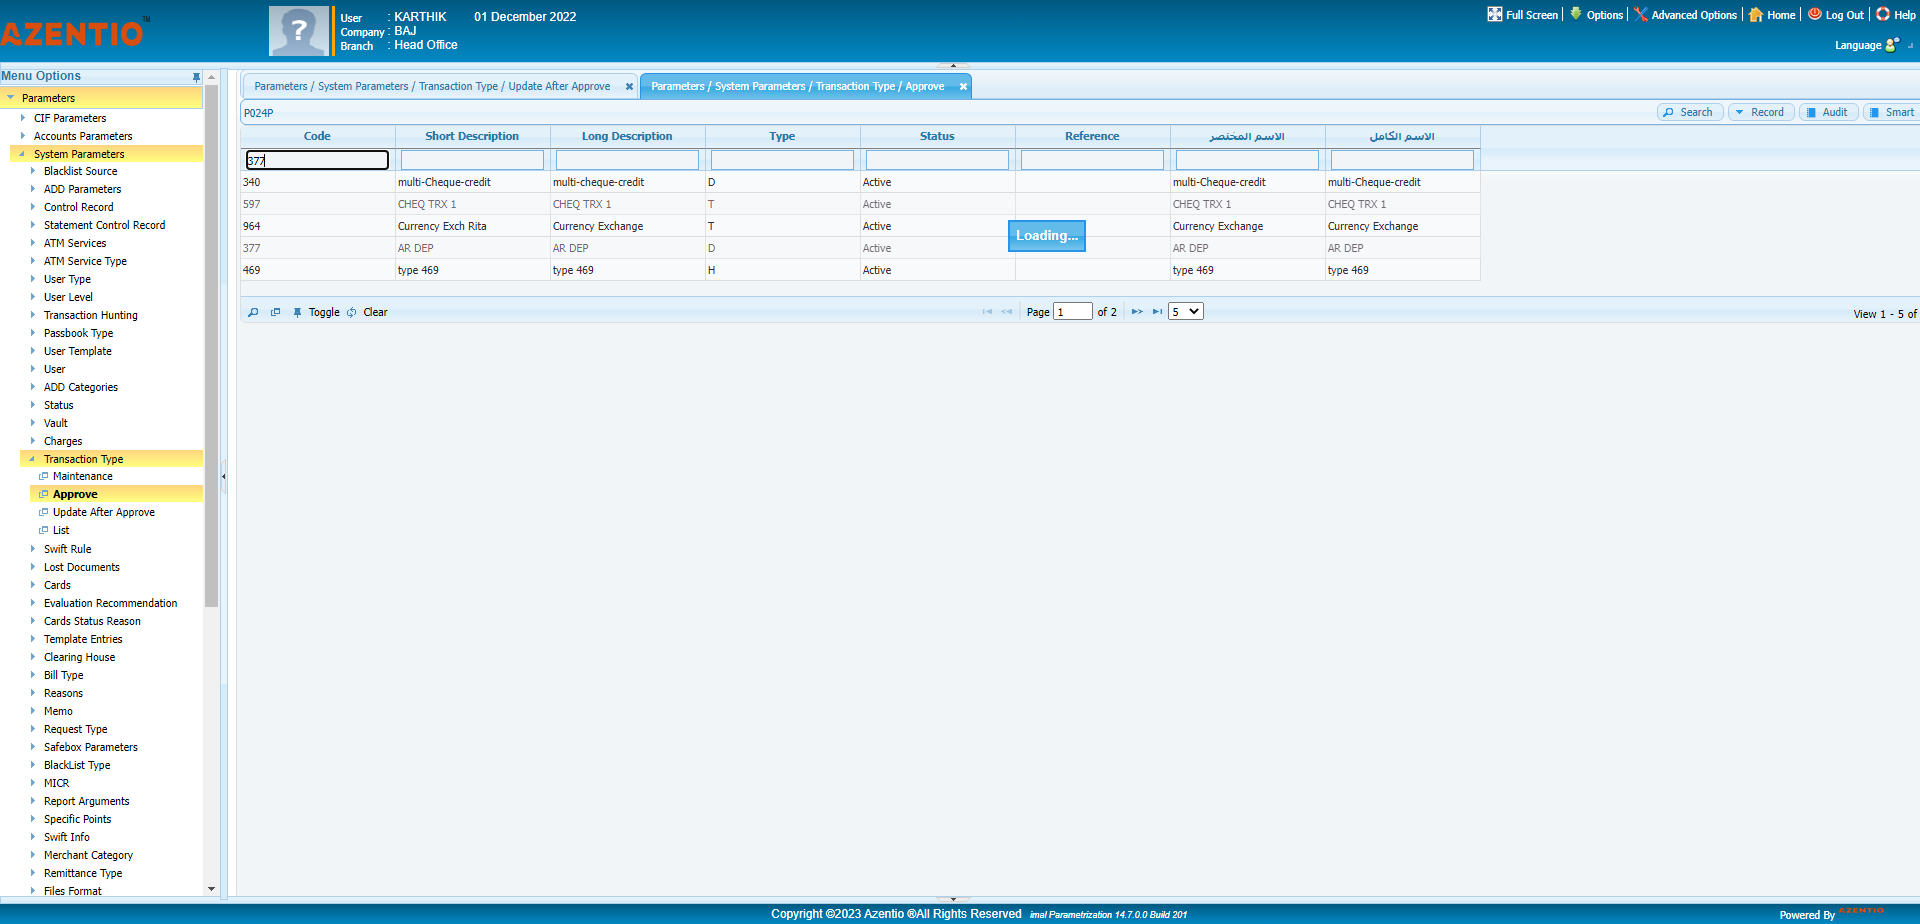 AZENTIO™
User : KARTHIK 01 December 2022
Company : BAJ
Branch : Head Office
Full Screen | Options | Advanced Options | Home | Log Out | Help
Language
Menu Options
Parameters
CIF Parameters
Accounts Parameters
System Parameters
Blacklist Source
ADD Parameters
Control Record
Statement Control Record
ATM Services
ATM Service Type
User Type
User Level
Transaction Hunting
Passbook Type
User Template
User
ADD Categories
Status
Vault
Charges
Transaction Type
Maintenance
Approve
Update After Approve
List
Swift Rule
Lost Documents
Cards
Evaluation Recommendation
Cards Status Reason
Template Entries
Clearing House
Bill Type
Reasons
Memo
Request Type
Safebox Parameters
BlackList Type
MICR
Report Arguments
Specific Points
Swift Info
Merchant Category
Remittance Type
Files Format
Parameters / System Parameters / Transaction Type / Update After Approve
Parameters / System Parameters / Transaction Type / Approve
P024P
Search Record Audit Smart
Code Short Description Long Description Type Status Reference الاسم المختصر الاسم الكامل
377
340 multi-Cheque-credit multi-cheque-credit D Active multi-Cheque-credit multi-Cheque-credit
597 CHEQ TRX 1 CHEQ TRX 1 T Active CHEQ TRX 1 CHEQ TRX 1
964 Currency Exch Rita Currency Exchange T Active Currency Exchange Currency Exchange
377 AR DEP AR DEP D Active AR DEP AR DEP
469 type 469 type 469 H Active type 469 type 469
Loading...
Toggle Clear Page 1 of 2 5 View 1 - 5 of
Copyright ©2023 Azentio ®All Rights Reserved imal Parametrization 14.7.0.0 Build 201
Powered By AZENTIO